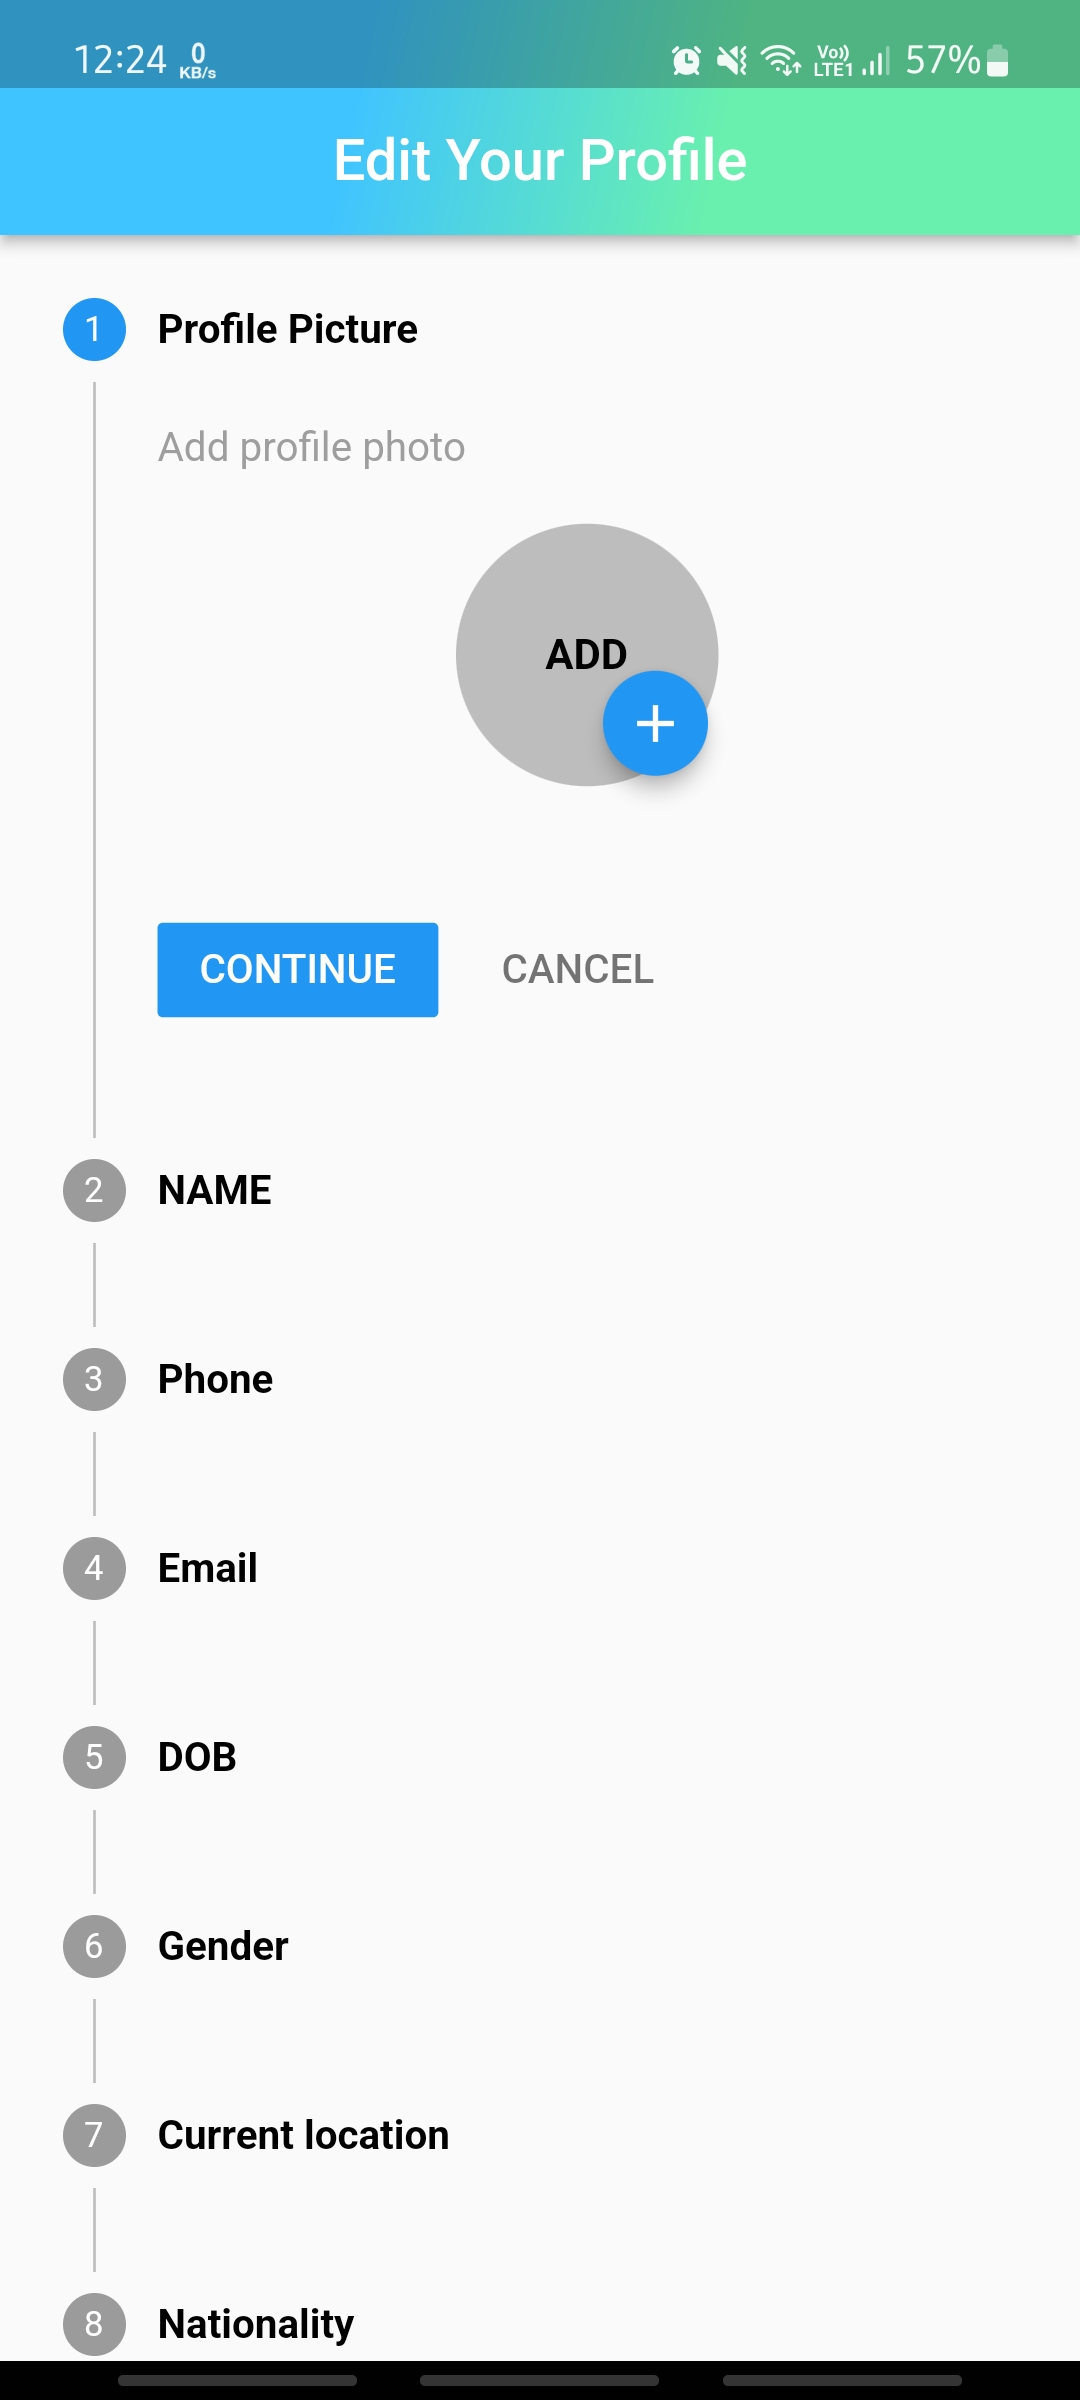 12:24 0 KB/s Vo)) LTE1 57%
Edit Your Profile
1 Profile Picture
Add profile photo
ADD
+
CONTINUE CANCEL
2 NAME
3 Phone
4 Email
5 DOB
6 Gender
7 Current location
8 Nationality